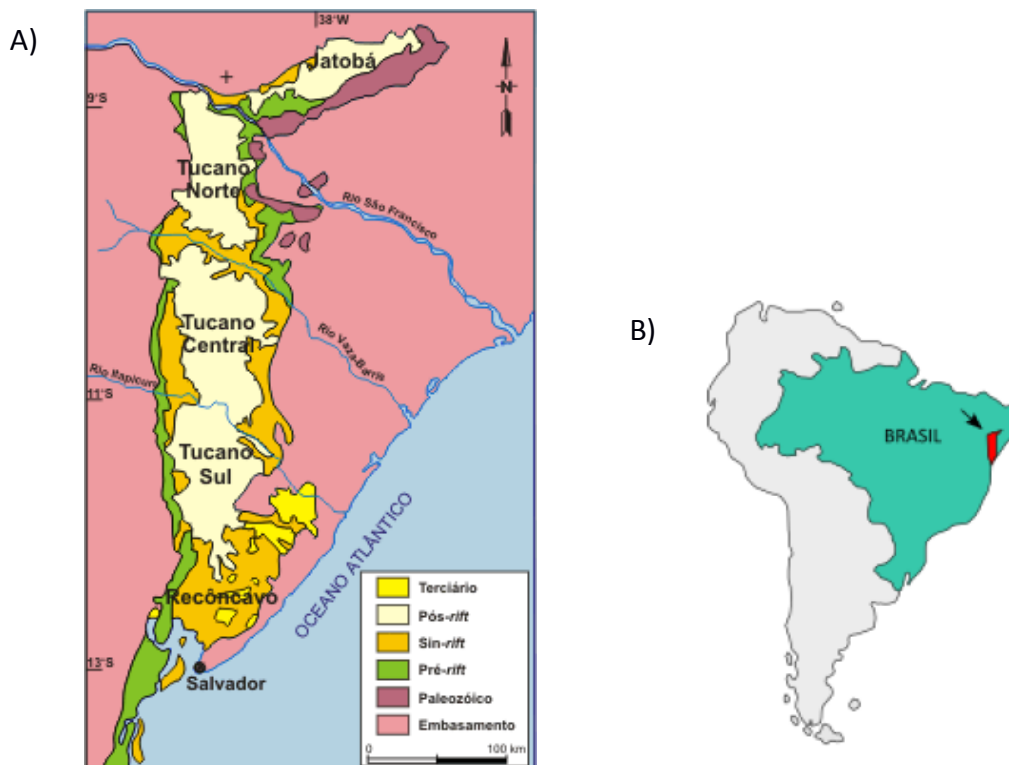 A)
38°W
Jatobá
N
9°S
Tucano
Norte
Rio São Francisco
Tucano
Central
Rio Vaza-Barris
Rio Itapicuru
11°S
Tucano
Sul
OCEANO ATLÂNTICO
Recôncavo
13°S
Salvador
Terciário
Pós-rift
Sin-rift
Pré-rift
Paleozóico
Embasamento
0 100 km
B)
BRASIL